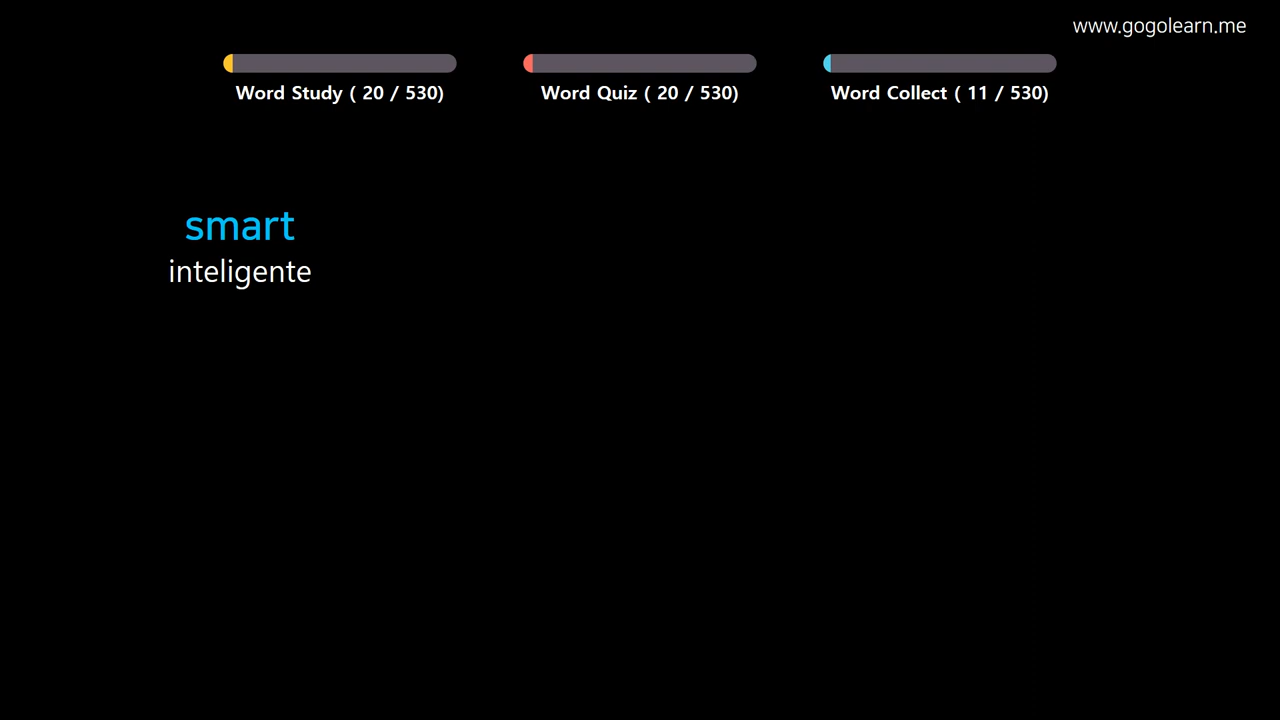 www.gogolearn.me
Word Study ( 20 / 530)
Word Quiz ( 20 / 530)
Word Collect ( 11 / 530)
smart
inteligente